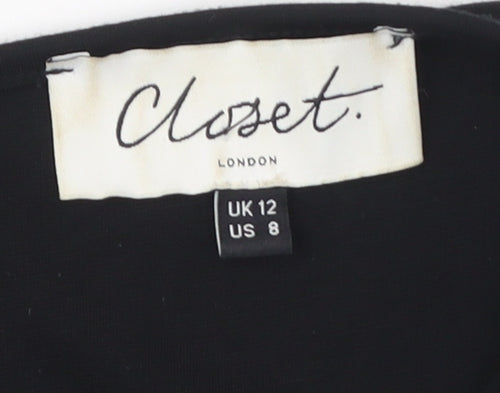 Closet.
LONDON
UK 12
US 8